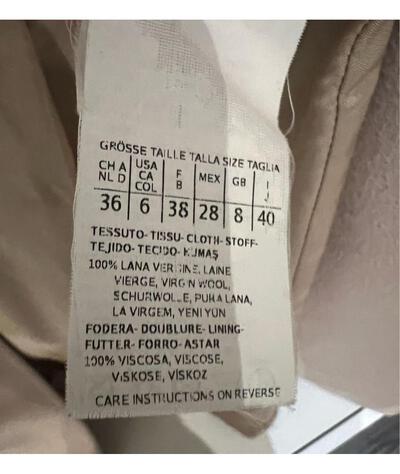 GRÖSSE TAILLE TALLA SIZE TAGLIA
CH A NL D USA CA COL F B MEX GB I J
36 6 38 28 8 40
TESSUTO-TISSU-CLOTH-STOFF-
TEJIDO-TECIDO-KUMAŞ
100% LANA VERGINE, LAINE
VIERGE, VIRGIN WOOL,
SCHURWOLLE, PURA LANA,
LA VIRGEM, YENI YUN
FODERA-DOUBLURE-LINING-
FUTTER-FORRO-ASTAR
100% VISCOSA, VISCOSE,
VISKOSE, VİSKOZ
CARE INSTRUCTIONS ON REVERSE